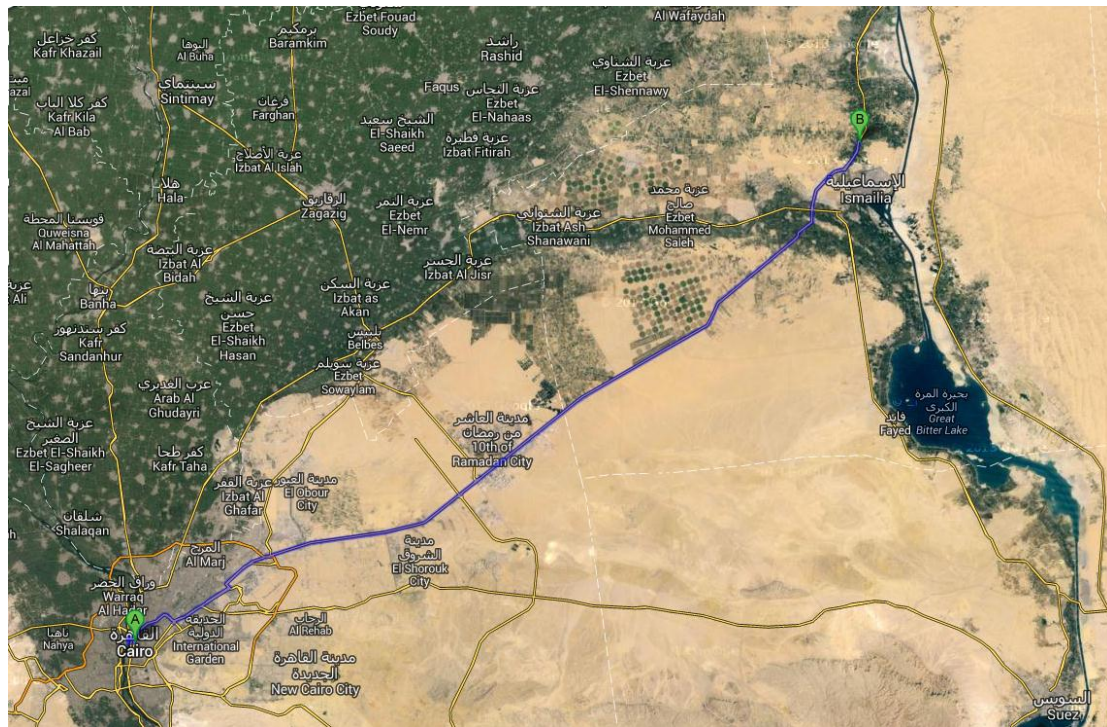 Ezbet Fouad
Soudy
Al Wafaydah
كفر خزاعل
Kafr Khazail
البوها
Al Buha
برمكيم
Baramkim
راشد
Rashid
عزبة الشناوي
Ezbet
El-Shennawy
سنتماى
Sintimay
Faqus
عزبة النحاس
Ezbet
El-Nahaas
كفر كلا الباب
Kafr Kila
Al Bab
فرغان
Farghan
الشيخ سعيد
El-Shaikh
Saeed
عزبة فطيرة
Izbat Fitirah
B
عزبة الأصلاح
Izbat Al Islah
هلا
Hala
الزقازيق
Zagazig
عزبة النمر
Ezbet
El-Nemr
عزبة محمد
صالح
Ezbet
Mohammed
Saleh
الإسماعيلية
Ismailia
عزبة الشنوانى
Izbat Ash
Shanawani
قويسنا المحطة
Quweisna
Al Mahattah
عزبة البيضة
Izbat Al
Bidah
عزبة الجسر
Izbat Al Jisr
بنها
Banha
عزبة السكن
Izbat as
Akan
عزبة الشيخ
حسن
Ezbet
El-Shaikh
Hasan
كفر سندنهور
Kafr
Sandanhur
بلبيس
Belbes
عزبة سويلم
Ezbet
Sowaylam
عرب الغديري
Arab Al
Ghudayri
بحيرة المرة
الكبرى
Great
Bitter Lake
فايد
Fayed
عزبة الشيخ
الصغير
Ezbet El-Shaikh
El-Sagheer
مدينة العاشر
من رمضان
10th of
Ramadan City
كفر طحا
Kafr Taha
عزبة القفر
Izbat Al
Ghafar
مدينة العبور
El Obour
City
شلقان
Shalaqan
المرج
Al Marj
مدينة
الشروق
El Shorouk
City
وراق الحضر
Warraq
Al Hadar
A
القاهرة
Cairo
ناهيا
Nahya
الحديقة
الدولية
International
Garden
الرحاب
Al Rehab
مدينة القاهرة
الجديدة
New Cairo City
السويس
Suez